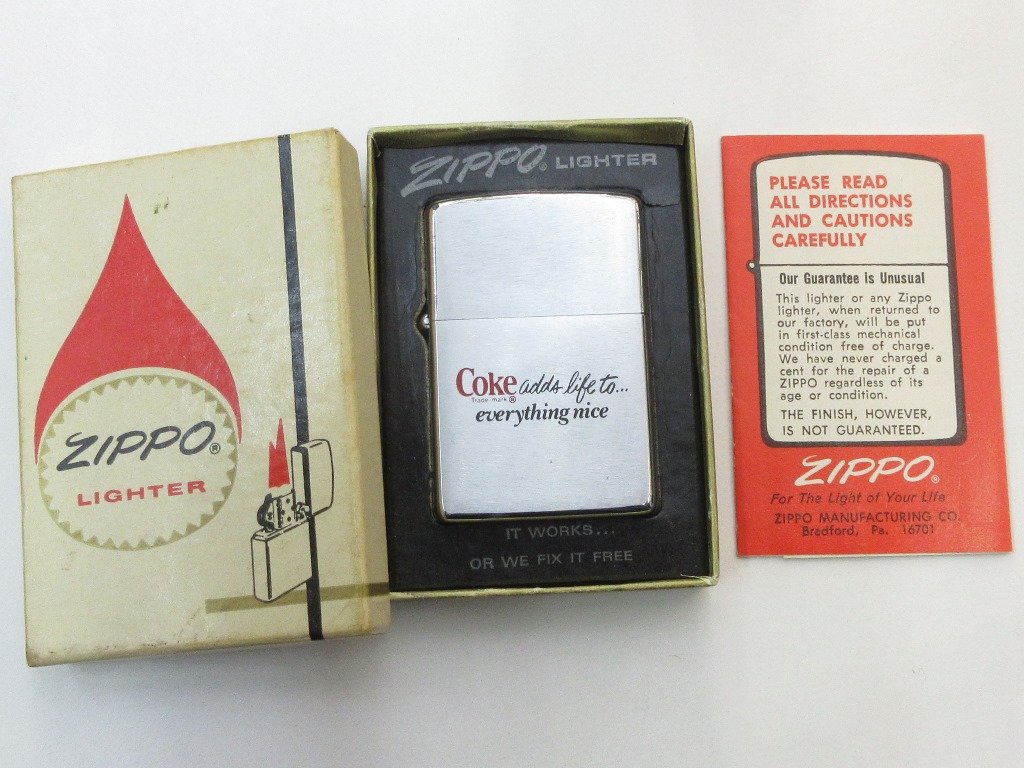 ZIPPO®
LIGHTER
ZIPPO® LIGHTER
Coke adds life to...
Trade-mark®
everything nice
IT WORKS...
OR WE FIX IT FREE
PLEASE READ
ALL DIRECTIONS
AND CAUTIONS
CAREFULLY
Our Guarantee is Unusual
This lighter or any Zippo
lighter, when returned to
our factory, will be put
in first-class mechanical
condition free of charge.
We have never charged a
cent for the repair of a
ZIPPO regardless of its
age or condition.
THE FINISH, HOWEVER,
IS NOT GUARANTEED.
ZIPPO®
For The Light of Your Life
ZIPPO MANUFACTURING CO.
Bradford, Pa. 16701